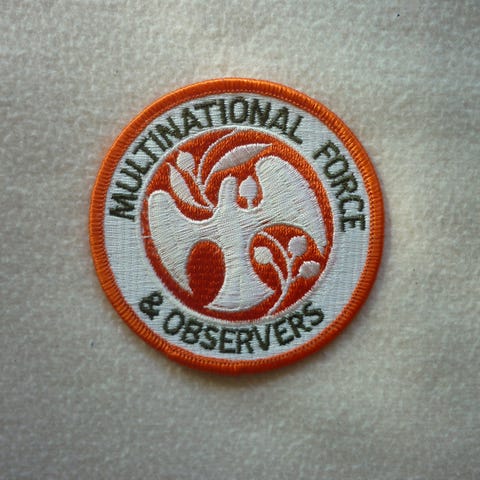 MULTINATIONAL FORCE
& OBSERVERS